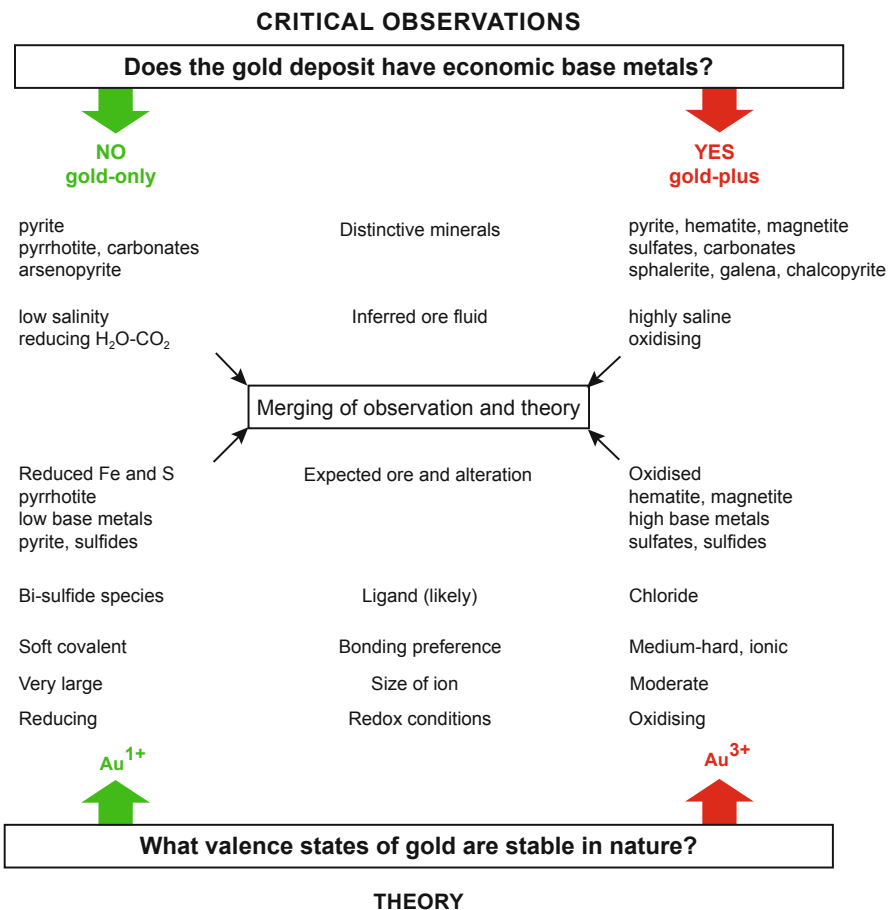 CRITICAL OBSERVATIONS
Does the gold deposit have economic base metals?
NO
gold-only
YES
gold-plus
pyrite
pyrrhotite, carbonates
arsenopyrite
Distinctive minerals
pyrite, hematite, magnetite
sulfates, carbonates
sphalerite, galena, chalcopyrite
low salinity
reducing H₂O-CO₂
Inferred ore fluid
highly saline
oxidising
Merging of observation and theory
Reduced Fe and S
pyrrhotite
low base metals
pyrite, sulfides
Expected ore and alteration
Oxidised
hematite, magnetite
high base metals
sulfates, sulfides
Bi-sulfide species
Ligand (likely)
Chloride
Soft covalent
Bonding preference
Medium-hard, ionic
Very large
Size of ion
Moderate
Reducing
Redox conditions
Oxidising
Au¹⁺
Au³⁺
What valence states of gold are stable in nature?
THEORY